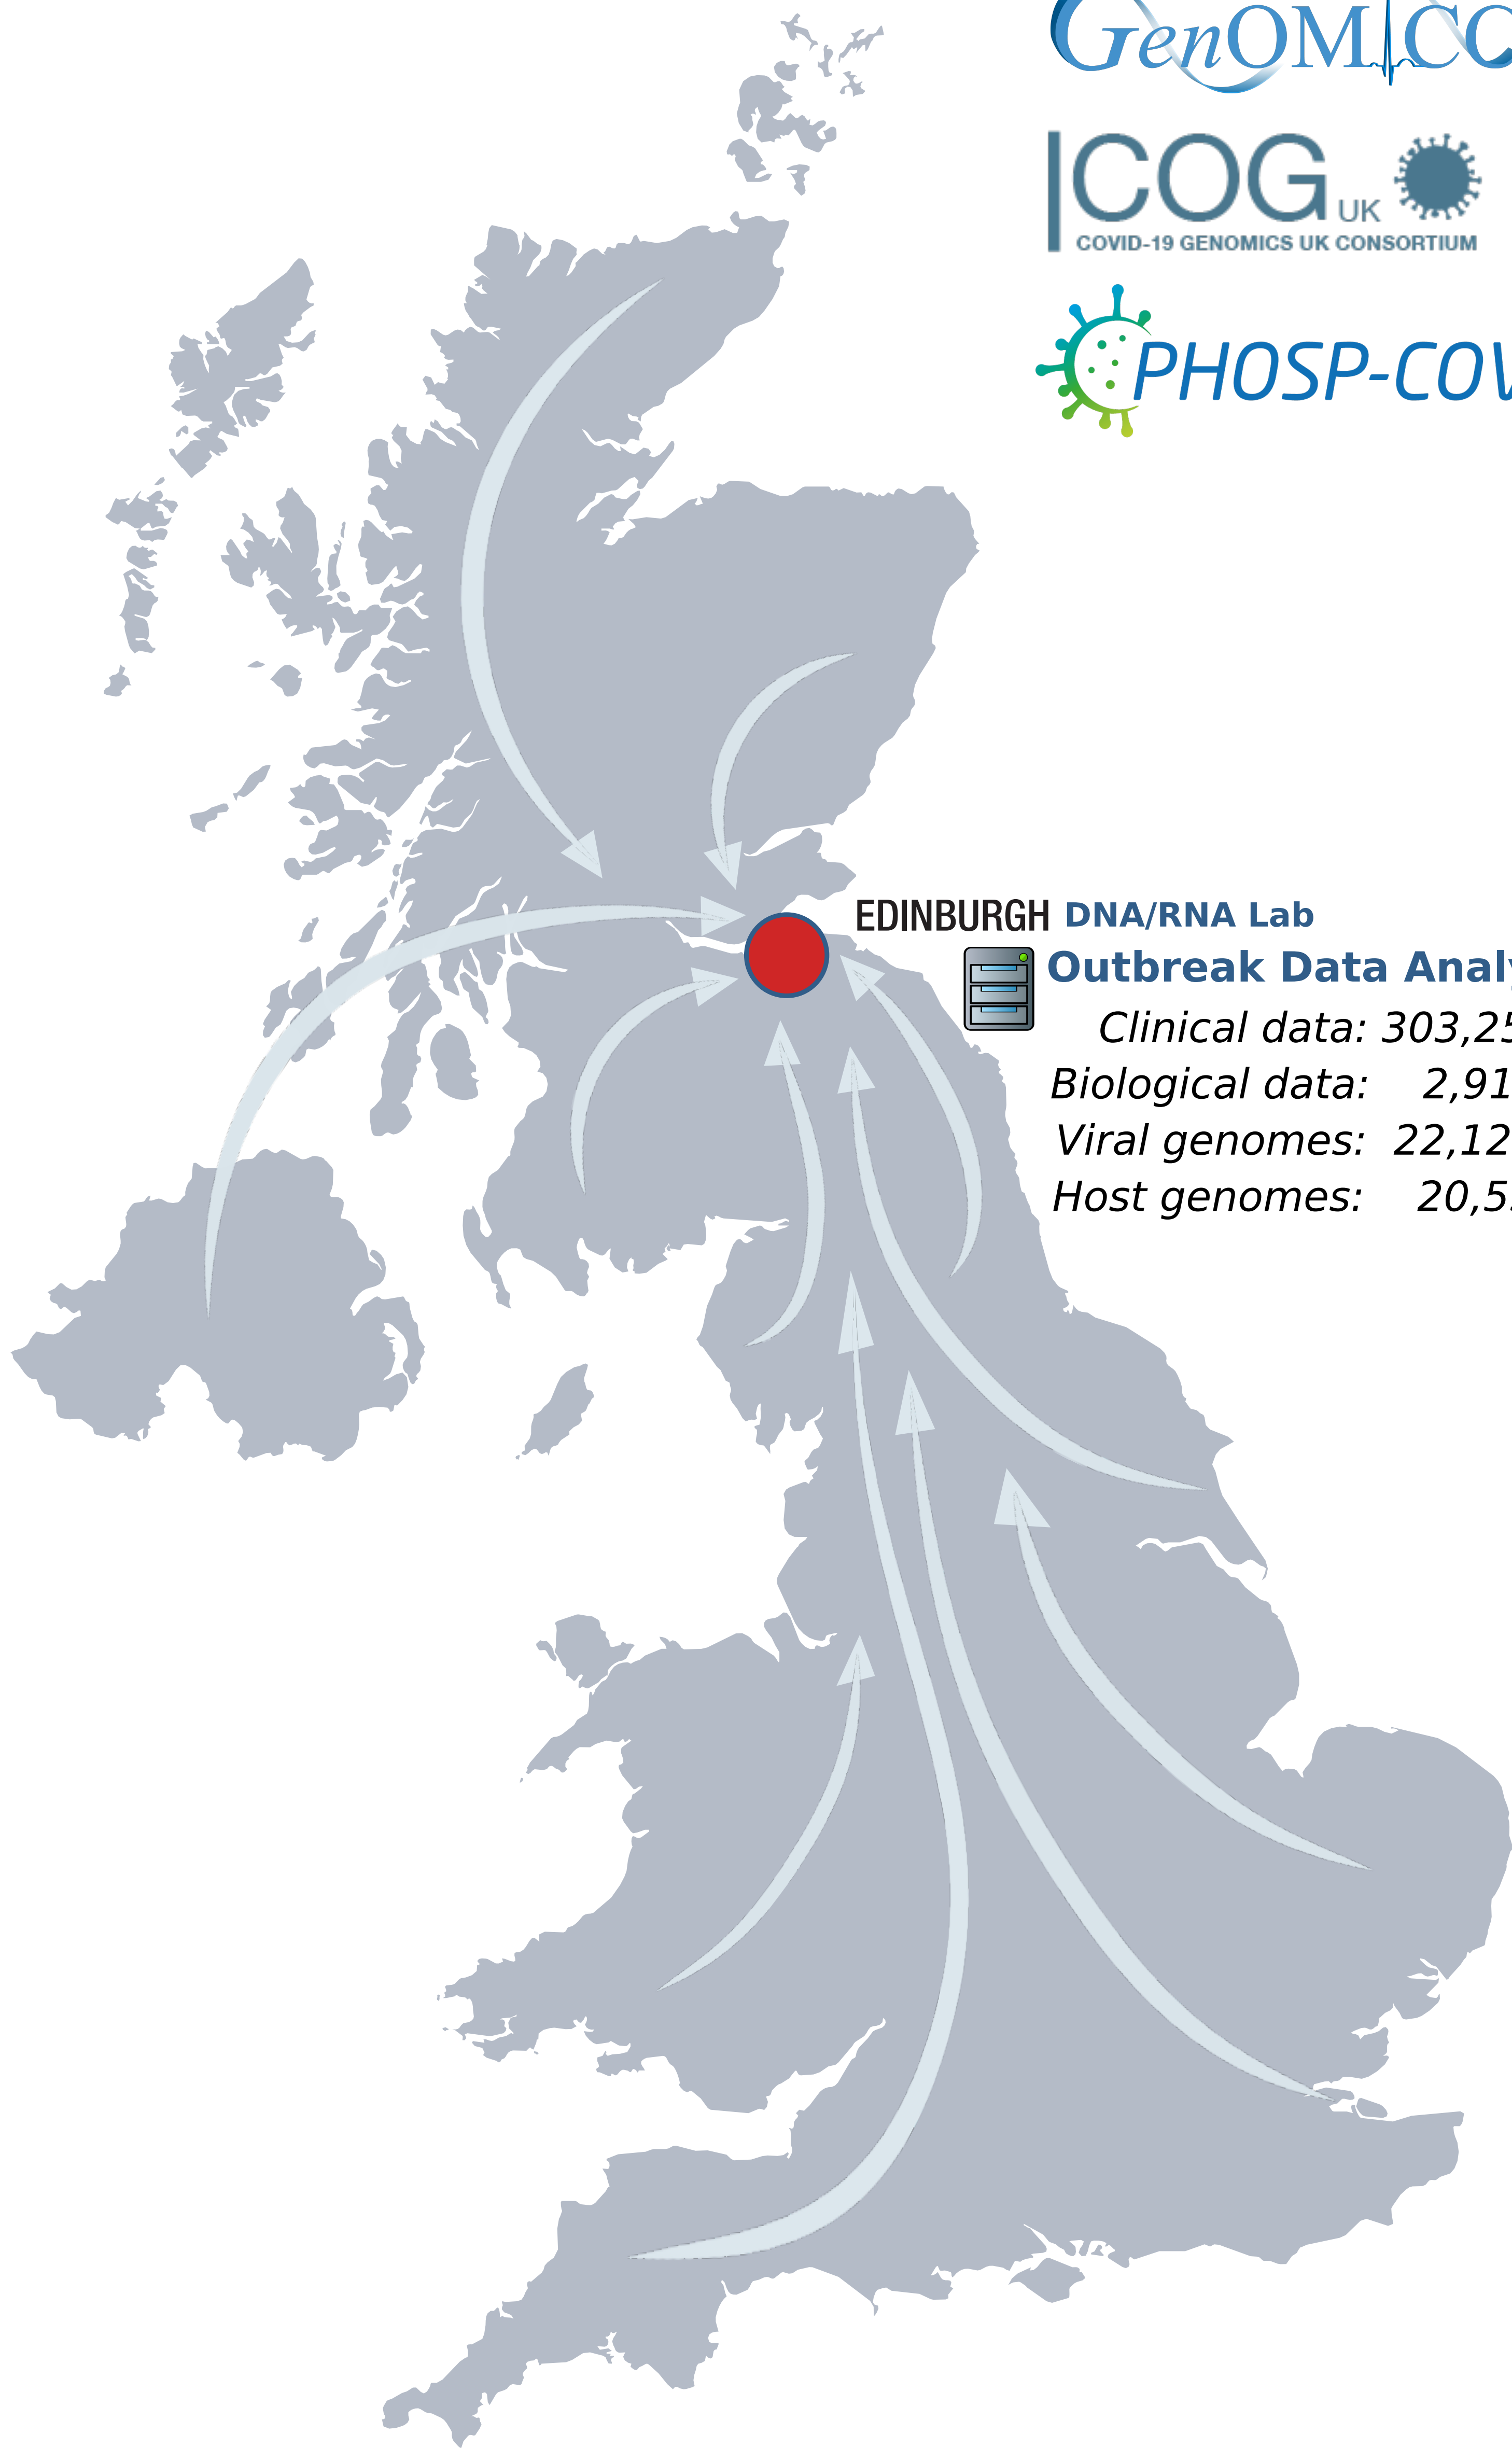 GenOMICC
COG UK
COVID-19 GENOMICS UK CONSORTIUM
PHOSP-COV
EDINBURGH DNA/RNA Lab
Outbreak Data Analy
Clinical data: 303,25
Biological data: 2,91
Viral genomes: 22,12
Host genomes: 20,5